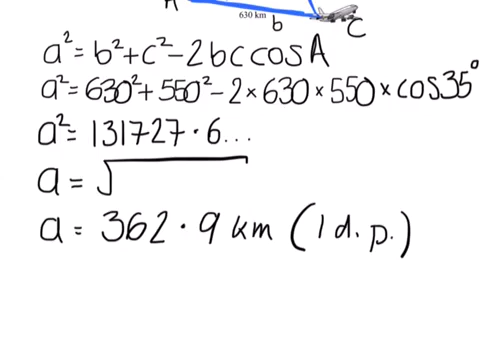 A
630 km
b
C
a² = b² + c² - 2bc cos A
a² = 630² + 550² - 2 × 630 × 550 × cos 35°
a² = 131727·6...
a = √
a = 362·9 km (1 d.p.)